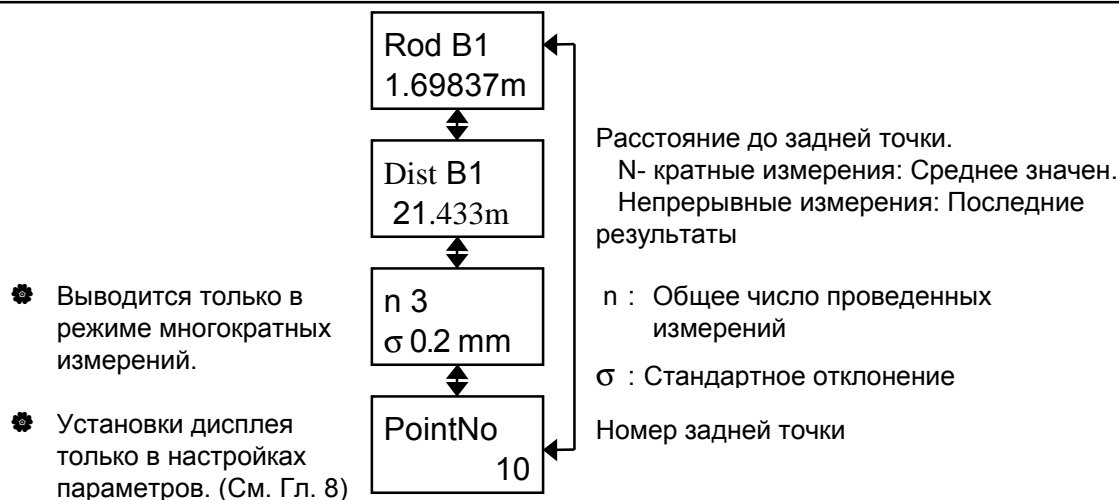 Rod B1
1.69837m
Dist B1
21.433m
Расстояние до задней точки.
N- кратные измерения: Среднее значен.
Непрерывные измерения: Последние
результаты
Выводится только в
режиме многократных
измерений.
n 3
σ 0.2 mm
n : Общее число проведенных
измерений
σ : Стандартное отклонение
Установки дисплея
только в настройках
параметров. (См. Гл. 8)
PointNo
10
Номер задней точки